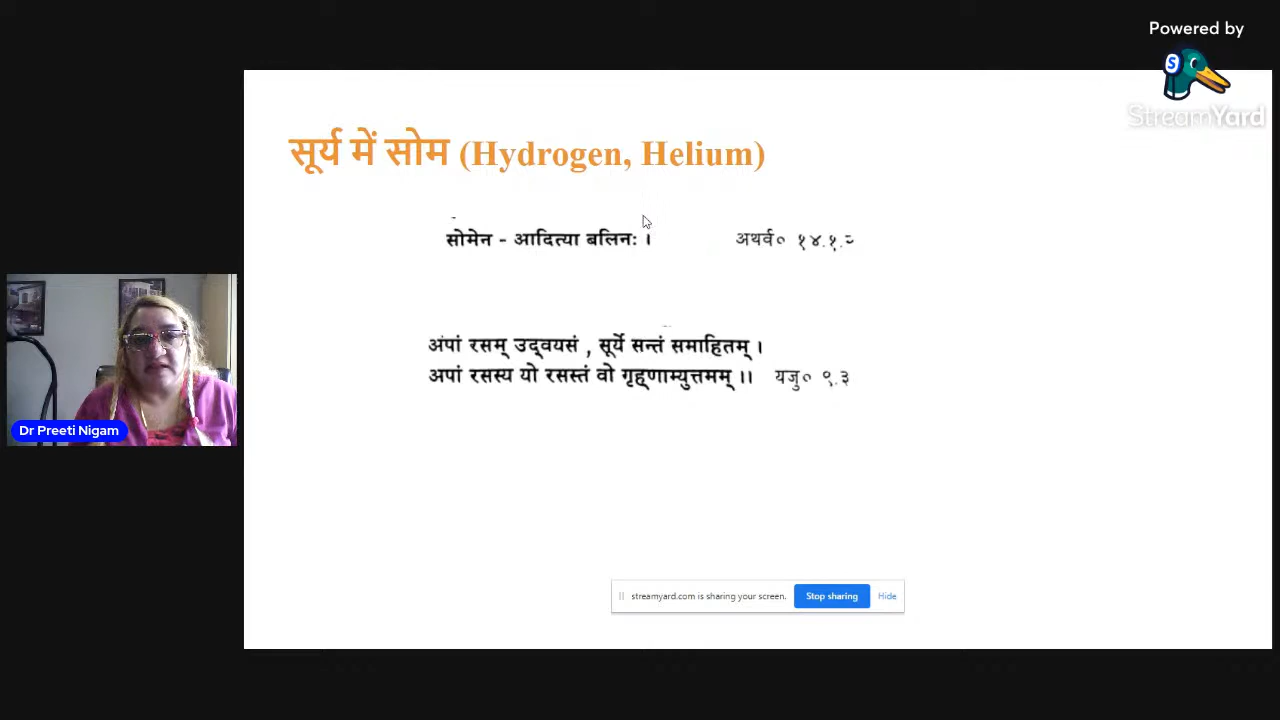 Powered by
StreamYard
सूर्य में सोम (Hydrogen, Helium)
सोमेन - आदित्या बलिनः । अथर्व० १४.१.
अपां रसम् उद्वयसं , सूर्ये सन्तं समाहितम् ।
अपां रसस्य यो रसस्तं वो गृह्णाम्युत्तमम् ।। यजु० ९.३
Dr Preeti Nigam
streamyard.com is sharing your screen. Stop sharing Hide